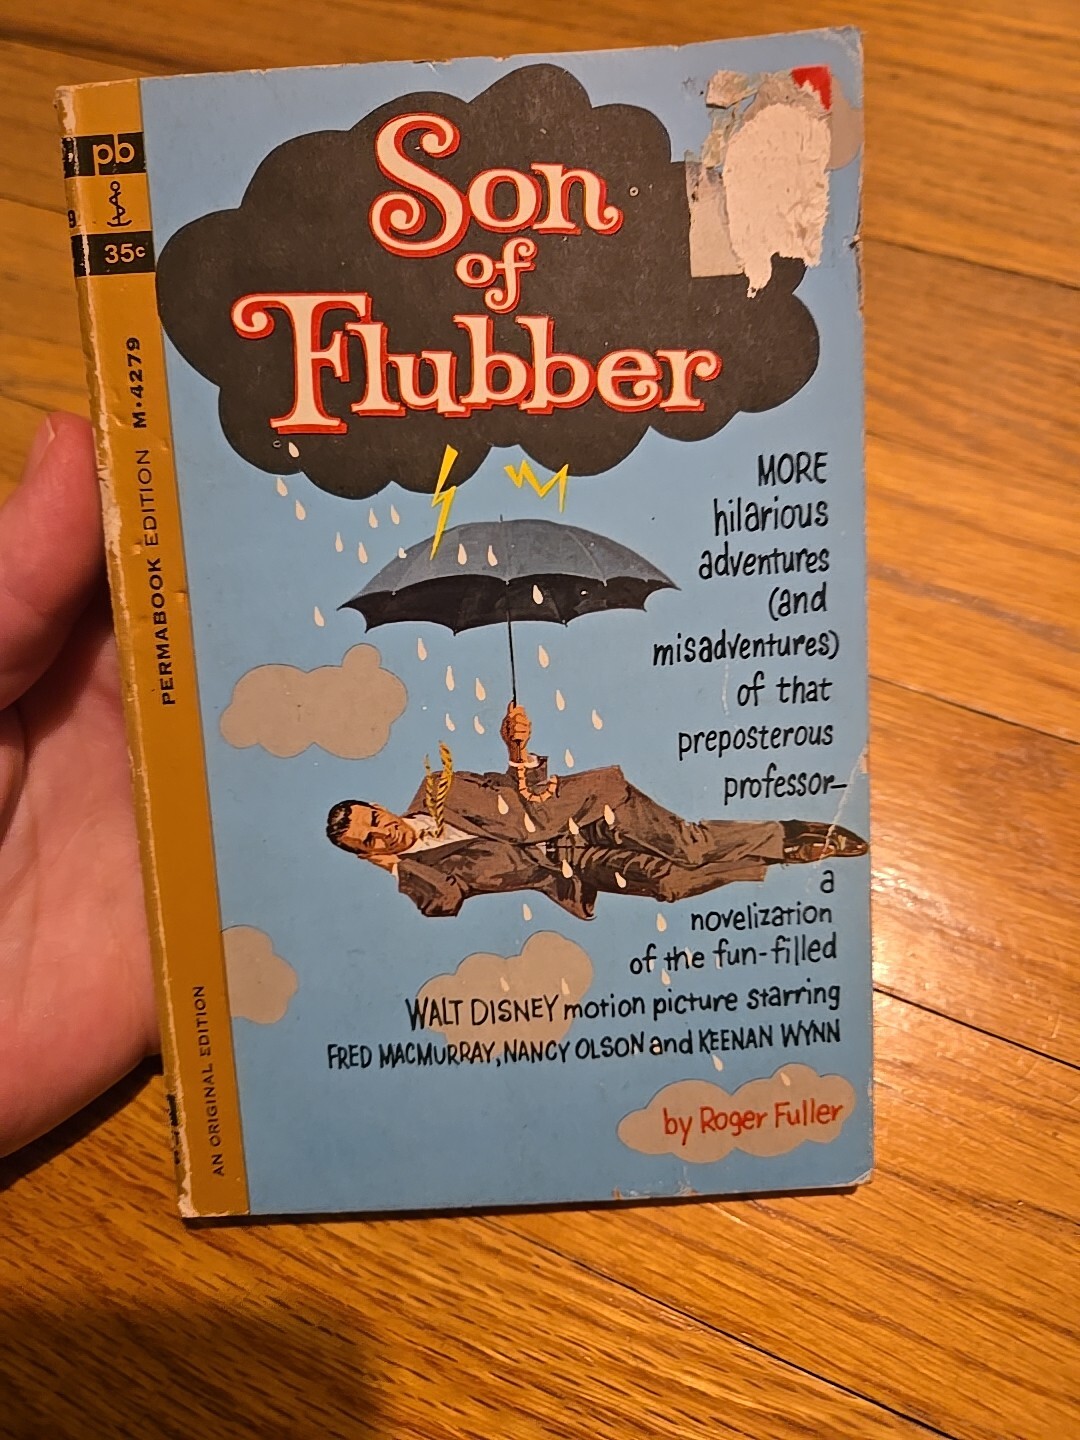 pb
35c
PERMABOOK EDITION M•4279
AN ORIGINAL EDITION
Son
of
Flubber
MORE
hilarious
adventures
(and
misadventures)
of that
preposterous
professor–
a
novelization
of the fun-filled
WALT DISNEY motion picture starring
FRED MACMURRAY, NANCY OLSON and KEENAN WYNN
by Roger Fuller